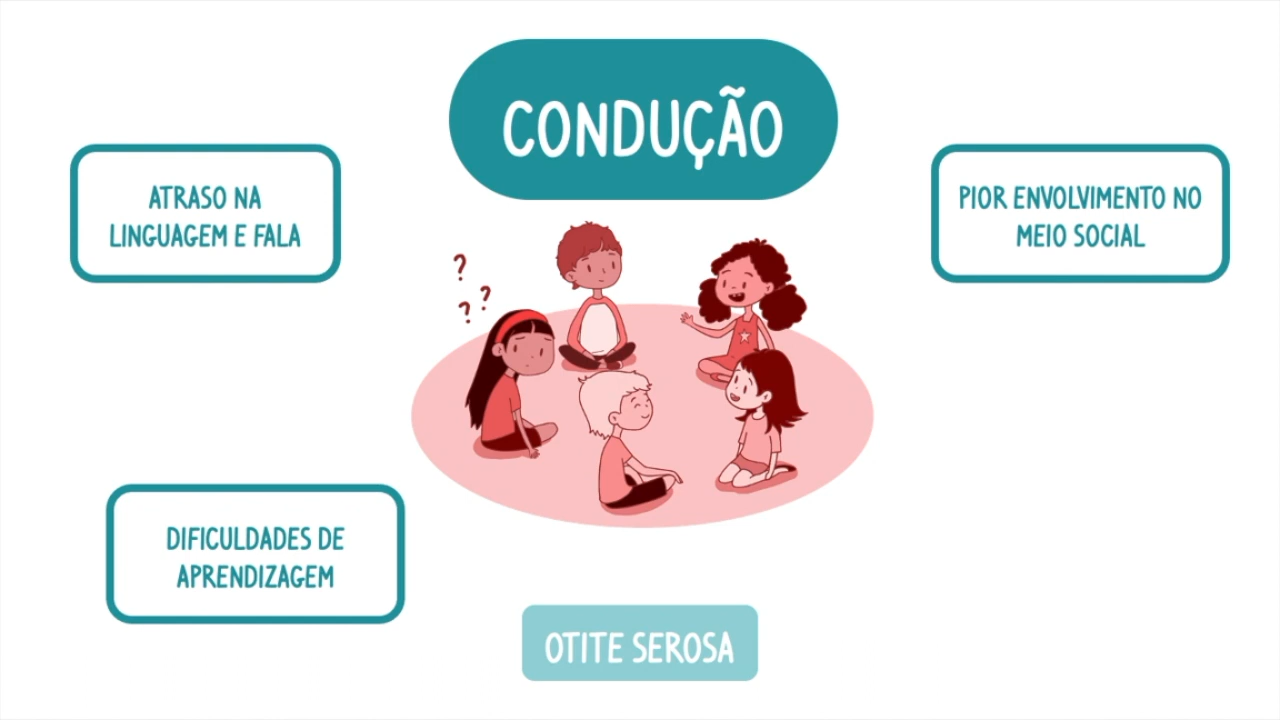 CONDUÇÃO
ATRASO NA
LINGUAGEM E FALA
PIOR ENVOLVIMENTO NO
MEIO SOCIAL
?
? ?
DIFICULDADES DE
APRENDIZAGEM
OTITE SEROSA